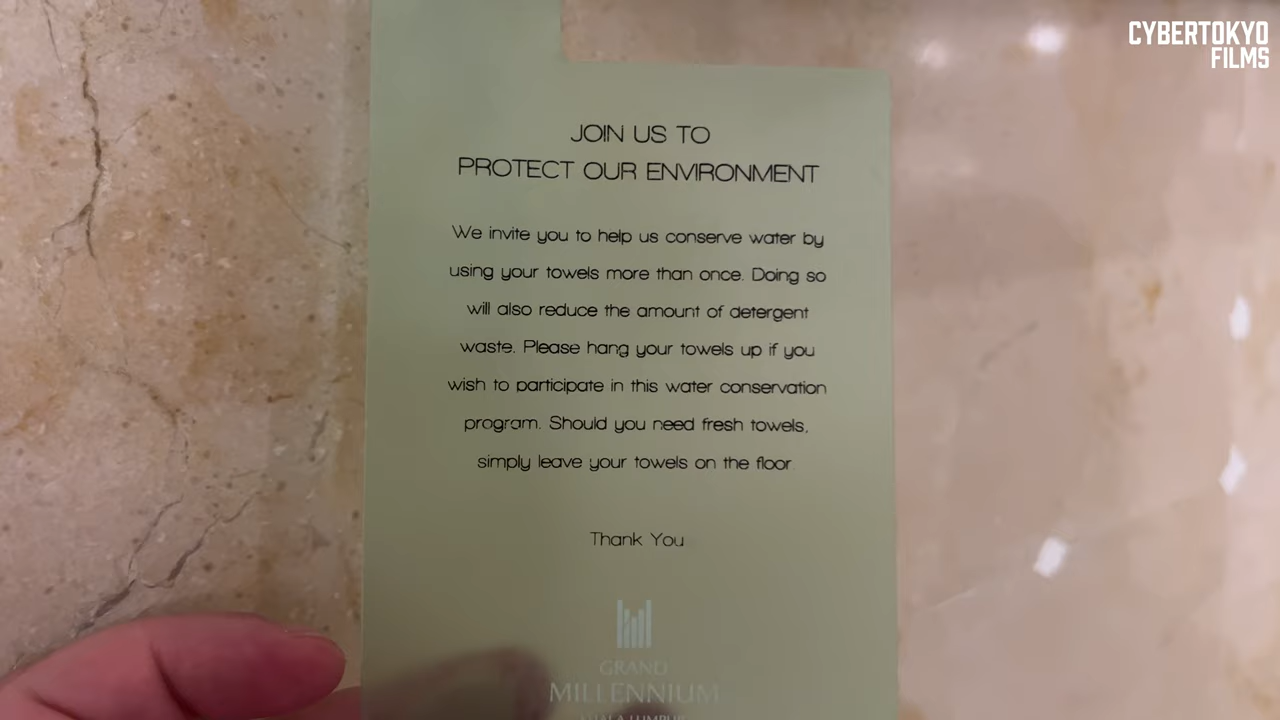 CYBERTOKYO
FILMS
JOIN US TO
PROTECT OUR ENVIRONMENT
We invite you to help us conserve water by
using your towels more than once. Doing so
will also reduce the amount of detergent
waste. Please hang your towels up if you
wish to participate in this water conservation
program. Should you need fresh towels,
simply leave your towels on the floor.
Thank You
GRAND
MILLENNIUM
KUALA LUMPUR